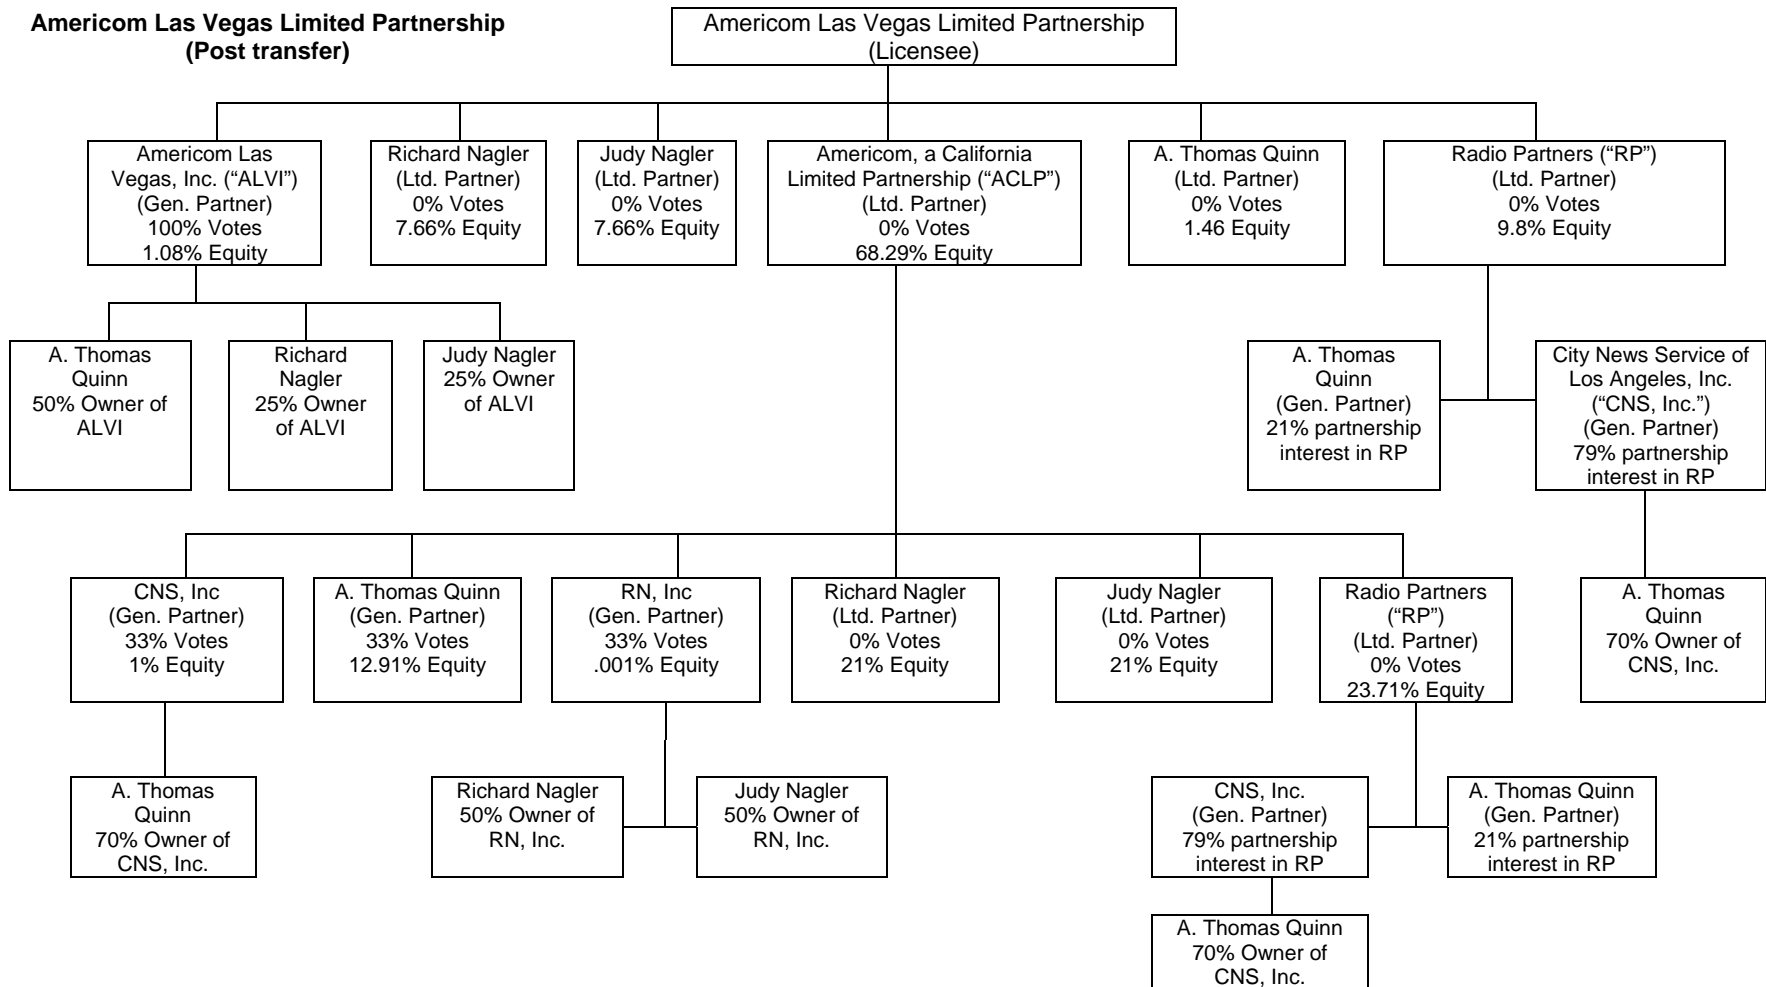 Americom Las Vegas Limited Partnership
(Post transfer)
Americom Las Vegas Limited Partnership
(Licensee)
Americom Las
Vegas, Inc. (“ALVI”)
(Gen. Partner)
100% Votes
1.08% Equity
Richard Nagler
(Ltd. Partner)
0% Votes
7.66% Equity
Judy Nagler
(Ltd. Partner)
0% Votes
7.66% Equity
Americom, a California
Limited Partnership (“ACLP”)
(Ltd. Partner)
0% Votes
68.29% Equity
A. Thomas Quinn
(Ltd. Partner)
0% Votes
1.46 Equity
Radio Partners (“RP”)
(Ltd. Partner)
0% Votes
9.8% Equity
A. Thomas
Quinn
50% Owner of
ALVI
Richard
Nagler
25% Owner
of ALVI
Judy Nagler
25% Owner
of ALVI
A. Thomas
Quinn
(Gen. Partner)
21% partnership
interest in RP
City News Service of
Los Angeles, Inc.
(“CNS, Inc.”)
(Gen. Partner)
79% partnership
interest in RP
CNS, Inc
(Gen. Partner)
33% Votes
1% Equity
A. Thomas Quinn
(Gen. Partner)
33% Votes
12.91% Equity
RN, Inc
(Gen. Partner)
33% Votes
.001% Equity
Richard Nagler
(Ltd. Partner)
0% Votes
21% Equity
Judy Nagler
(Ltd. Partner)
0% Votes
21% Equity
Radio Partners
(“RP”)
(Ltd. Partner)
0% Votes
23.71% Equity
A. Thomas
Quinn
70% Owner of
CNS, Inc.
A. Thomas
Quinn
70% Owner of
CNS, Inc.
Richard Nagler
50% Owner of
RN, Inc.
Judy Nagler
50% Owner of
RN, Inc.
CNS, Inc.
(Gen. Partner)
79% partnership
interest in RP
A. Thomas Quinn
(Gen. Partner)
21% partnership
interest in RP
A. Thomas Quinn
70% Owner of
CNS, Inc.